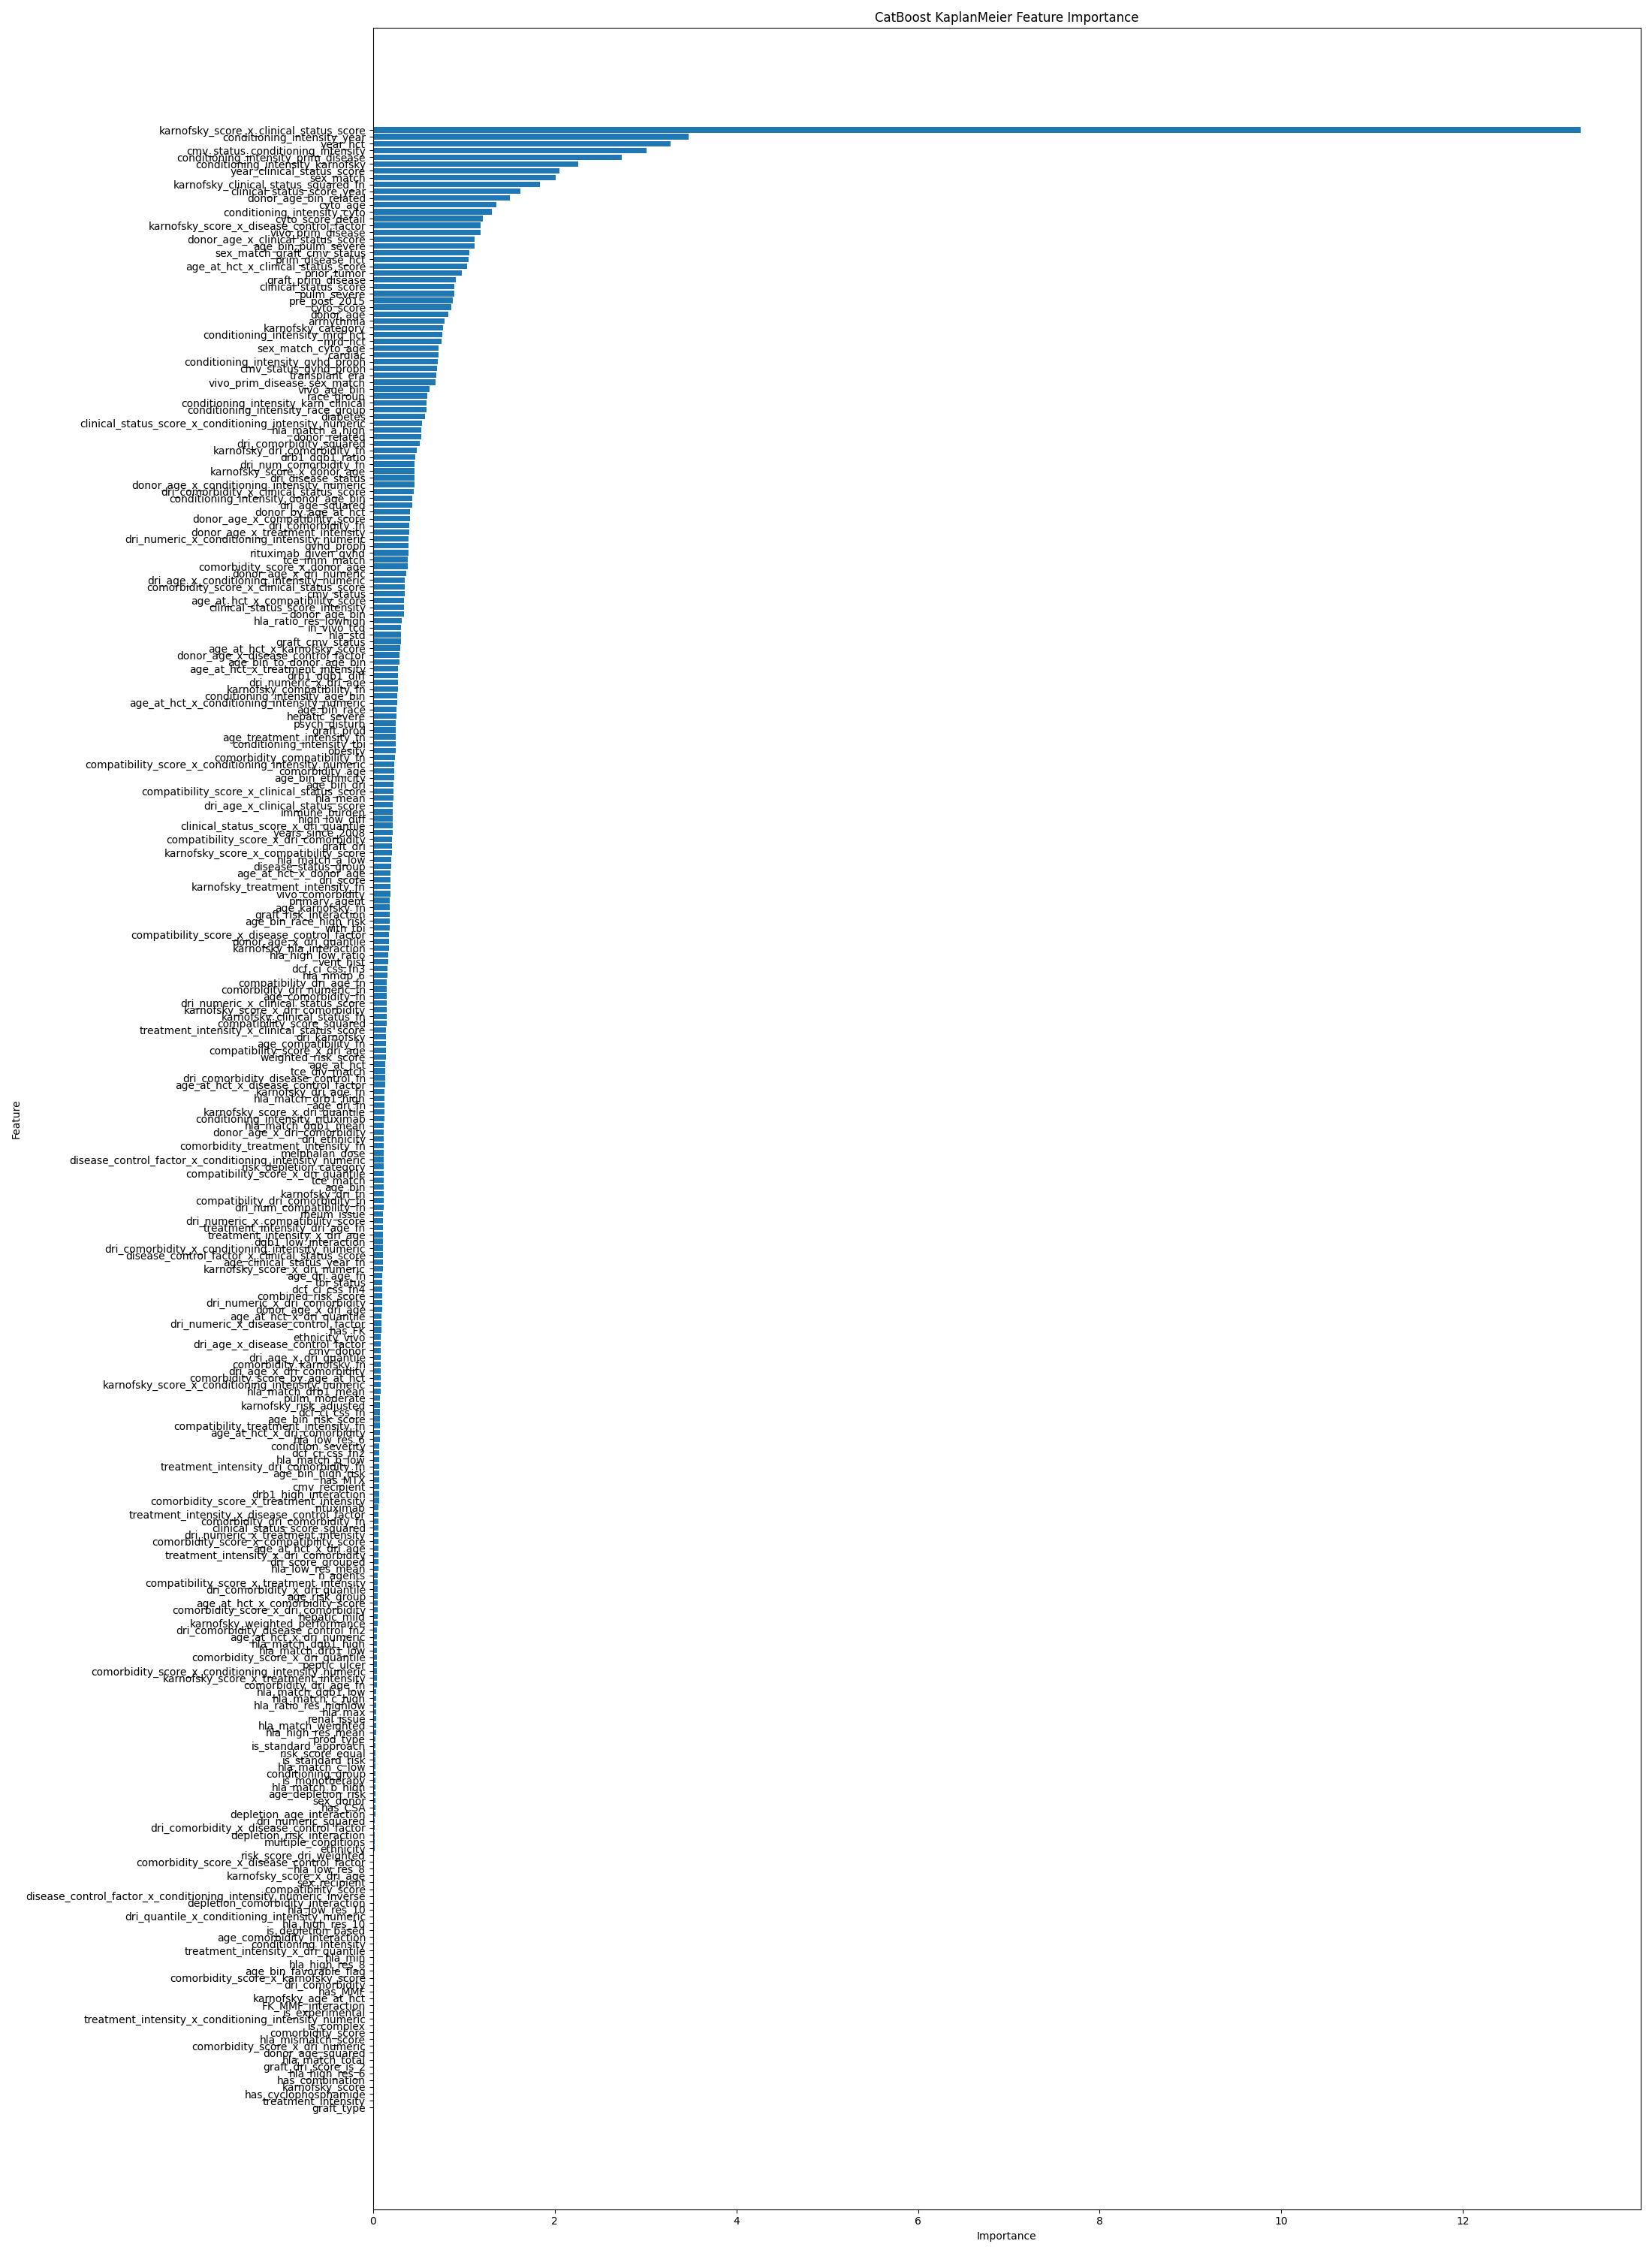 CatBoost KaplanMeier Feature Importance
karnofsky_score_x_clinical_status_score
conditioning_intensity_year
year_hct
cmv_status_conditioning_intensity
conditioning_intensity_prim_disease
conditioning_intensity_karnofsky
year_clinical_status_score
sex_match
karnofsky_clinical_status_squared_fn
clinical_status_score_year
donor_age_bin_related
cyto_age
conditioning_intensity_cyto
cyto_score_detail
karnofsky_score_x_disease_control_factor
vivo_prim_disease
donor_age_x_clinical_status_score
age_bin_pulm_severe
sex_match_graft_cmv_status
prim_disease_hct
age_at_hct_x_clinical_status_score
prior_tumor
graft_prim_disease
clinical_status_score
pulm_severe
pre_post_2015
cyto_score
donor_age
arrhythmia
karnofsky_category
conditioning_intensity_mrd_hct
mrd_hct
sex_match_cyto_age
cardiac
conditioning_intensity_gvhd_proph
cmv_status_gvhd_proph
transplant_era
vivo_prim_disease_sex_match
vivo_age_bin
race_group
conditioning_intensity_karn_clinical
conditioning_intensity_race_group
diabetes
clinical_status_score_x_conditioning_intensity_numeric
hla_match_a_high
donor_related
dri_comorbidity_squared
karnofsky_dri_comorbidity_fn
drb1_dqb1_ratio
dri_num_comorbidity_fn
karnofsky_score_x_donor_age
dri_disease_status
donor_age_x_conditioning_intensity_numeric
dri_comorbidity_x_clinical_status_score
conditioning_intensity_donor_age_bin
dri_age_squared
donor_by_age_at_hct
donor_age_x_compatibility_score
dri_comorbidity_fn
donor_age_x_treatment_intensity
dri_numeric_x_conditioning_intensity_numeric
gvhd_proph
rituximab_given_gvhd
tce_imm_match
comorbidity_score_x_donor_age
donor_age_x_dri_numeric
dri_age_x_conditioning_intensity_numeric
comorbidity_score_x_clinical_status_score
cmv_status
age_at_hct_x_compatibility_score
clinical_status_score_intensity
donor_age_bin
hla_ratio_res_lowhigh
in_vivo_tcd
hla_std
graft_cmv_status
age_at_hct_x_karnofsky_score
donor_age_x_disease_control_factor
age_bin_to_donor_age_bin
age_at_hct_x_treatment_intensity
drb1_dqb1_diff
dri_numeric_x_dri_age
karnofsky_compatibility_fn
conditioning_intensity_age_bin
age_at_hct_x_conditioning_intensity_numeric
age_bin_race
hepatic_severe
psych_disturb
graft_prod
age_treatment_intensity_fn
conditioning_intensity_tbi
obesity
comorbidity_compatibility_fn
compatibility_score_x_conditioning_intensity_numeric
comorbidity_age
age_bin_ethnicity
age_bin_dri
compatibility_score_x_clinical_status_score
hla_mean
dri_age_x_clinical_status_score
immune_burden
high_low_diff
clinical_status_score_x_dri_quantile
years_since_2008
compatibility_score_x_dri_comorbidity
graft_dri
karnofsky_score_x_compatibility_score
hla_match_a_low
disease_status_group
age_at_hct_x_donor_age
dri_score
karnofsky_treatment_intensity_fn
vivo_comorbidity
primary_agent
age_karnofsky_fn
graft_risk_interaction
age_bin_race_high_risk
with_tbi
compatibility_score_x_disease_control_factor
donor_age_x_dri_quantile
karnofsky_hla_interaction
hla_high_low_ratio
vent_hist
dcf_ci_css_fn3
hla_nmdp_6
compatibility_dri_age_fn
comorbidity_dri_numeric_fn
age_comorbidity_fn
dri_numeric_x_clinical_status_score
karnofsky_score_x_dri_comorbidity
karnofsky_clinical_status_fn
compatibility_score_squared
treatment_intensity_x_clinical_status_score
dri_karnofsky
age_compatibility_fn
compatibility_score_x_dri_age
weighted_risk_score
age_at_hct
tce_div_match
dri_comorbidity_disease_control_fn
age_at_hct_x_disease_control_factor
karnofsky_dri_age_fn
hla_match_drb1_high
age_dri_fn
karnofsky_score_x_dri_quantile
conditioning_intensity_rituximab
hla_match_dqb1_mean
donor_age_x_dri_comorbidity
dri_ethnicity
comorbidity_treatment_intensity_fn
melphalan_dose
disease_control_factor_x_conditioning_intensity_numeric
risk_depletion_category
compatibility_score_x_dri_quantile
tce_match
age_bin
karnofsky_dri_fn
compatibility_dri_comorbidity_fn
dri_num_compatibility_fn
rheum_issue
dri_numeric_x_compatibility_score
treatment_intensity_dri_age_fn
treatment_intensity_x_dri_age
dqb1_low_interaction
dri_comorbidity_x_conditioning_intensity_numeric
disease_control_factor_x_clinical_status_score
age_clinical_status_year_fn
karnofsky_score_x_dri_numeric
age_dri_age_fn
tbi_status
dcf_ci_css_fn4
combined_risk_score
dri_numeric_x_dri_comorbidity
donor_age_x_dri_age
age_at_hct_x_dri_quantile
dri_numeric_x_disease_control_factor
has_FK
ethnicity_vivo
dri_age_x_disease_control_factor
cmv_donor
dri_age_x_dri_quantile
comorbidity_karnofsky_fn
dri_age_x_dri_comorbidity
comorbidity_score_by_age_at_hct
karnofsky_score_x_conditioning_intensity_numeric
hla_match_drb1_mean
pulm_moderate
karnofsky_risk_adjusted
dcf_ci_css_fn
age_bin_risk_score
compatibility_treatment_intensity_fn
age_at_hct_x_dri_comorbidity
hla_low_res_6
condition_severity
dcf_ci_css_fn2
hla_match_b_low
treatment_intensity_dri_comorbidity_fn
age_bin_high_risk
has_MTX
cmv_recipient
drb1_high_interaction
comorbidity_score_x_treatment_intensity
rituximab
treatment_intensity_x_disease_control_factor
comorbidity_dri_comorbidity_fn
clinical_status_score_squared
dri_numeric_x_treatment_intensity
comorbidity_score_x_compatibility_score
age_at_hct_x_dri_age
treatment_intensity_x_dri_comorbidity
dri_score_grouped
hla_low_res_mean
n_agents
compatibility_score_x_treatment_intensity
dri_comorbidity_x_dri_quantile
age_risk_group
age_at_hct_x_comorbidity_score
comorbidity_score_x_dri_comorbidity
hepatic_mild
karnofsky_weighted_performance
dri_comorbidity_disease_control_fn2
age_at_hct_x_dri_numeric
hla_match_dqb1_high
hla_match_drb1_low
comorbidity_score_x_dri_quantile
peptic_ulcer
comorbidity_score_x_conditioning_intensity_numeric
karnofsky_score_x_treatment_intensity
comorbidity_dri_age_fn
hla_match_dqb1_low
hla_match_c_high
hla_ratio_res_highlow
hla_max
renal_issue
hla_match_weighted
hla_high_res_mean
prod_type
is_standard_approach
risk_score_equal
is_standard_risk
hla_match_c_low
conditioning_group
is_monotherapy
hla_match_b_high
age_depletion_risk
sex_donor
has_CSA
depletion_age_interaction
dri_numeric_squared
dri_comorbidity_x_disease_control_factor
depletion_risk_interaction
multiple_conditions
ethnicity
risk_score_dri_weighted
comorbidity_score_x_disease_control_factor
hla_low_res_8
karnofsky_score_x_dri_age
sex_recipient
compatibility_score
disease_control_factor_x_conditioning_intensity_numeric_inverse
depletion_comorbidity_interaction
hla_low_res_10
dri_quantile_x_conditioning_intensity_numeric
hla_high_res_10
is_depletion_based
age_comorbidity_interaction
conditioning_intensity
treatment_intensity_x_dri_quantile
hla_min
hla_high_res_8
age_bin_favorable_flag
comorbidity_score_x_karnofsky_score
dri_comorbidity
has_MMF
karnofsky_age_at_hct
FK_MMF_interaction
is_experimental
treatment_intensity_x_conditioning_intensity_numeric
is_complex
comorbidity_score
hla_mismatch_score
comorbidity_score_x_dri_numeric
donor_age_squared
hla_match_total
graft_dri_score_is_2
hla_high_res_6
has_combination
karnofsky_score
has_cyclophosphamide
treatment_intensity
graft_type
Feature
0 2 4 6 8 10 12
Importance